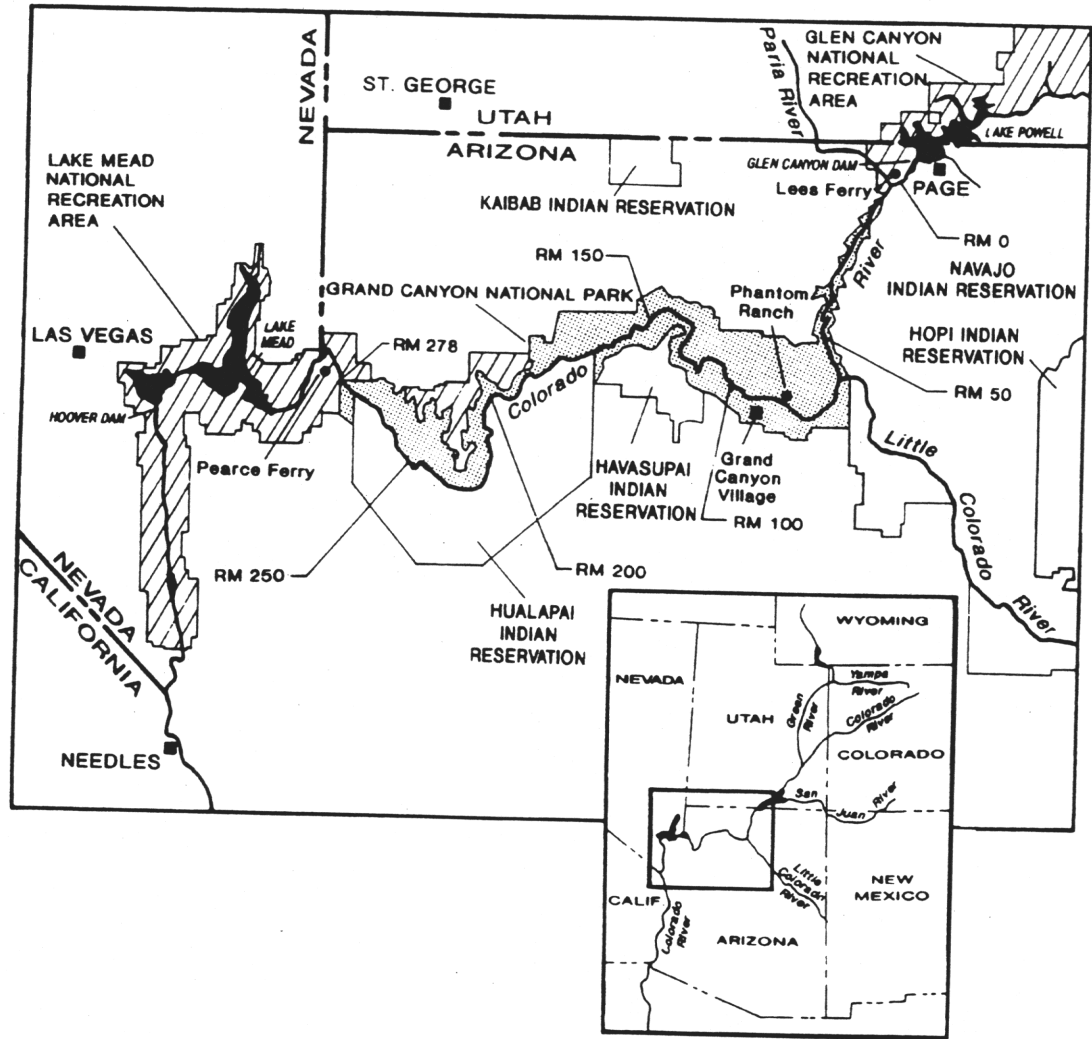 NEVADA
ST. GEORGE
UTAH
ARIZONA
Paria River
GLEN CANYON
NATIONAL
RECREATION
AREA
LAKE POWELL
GLEN CANYON DAM
Lees Ferry
PAGE
RM 0
LAKE MEAD
NATIONAL
RECREATION
AREA
KAIBAB INDIAN RESERVATION
RM 150
River
NAVAJO
INDIAN RESERVATION
GRAND CANYON NATIONAL PARK
Phantom
Ranch
HOPI INDIAN
RESERVATION
LAS VEGAS
LAKE
MEAD
RM 278
Colorado
RM 50
HOOVER DAM
Pearce Ferry
HAVASUPAI
INDIAN
RESERVATION
Grand
Canyon
Village
RM 100
Little
Colorado
River
RM 250
RM 200
HUALAPAI
INDIAN
RESERVATION
NEVADA
CALIFORNIA
NEEDLES
WYOMING
NEVADA
Yampa
River
Green
River
Colorado
River
UTAH
COLORADO
San
Juan
River
Little
Colorado
River
NEW
MEXICO
CALIF.
Colorado
River
ARIZONA